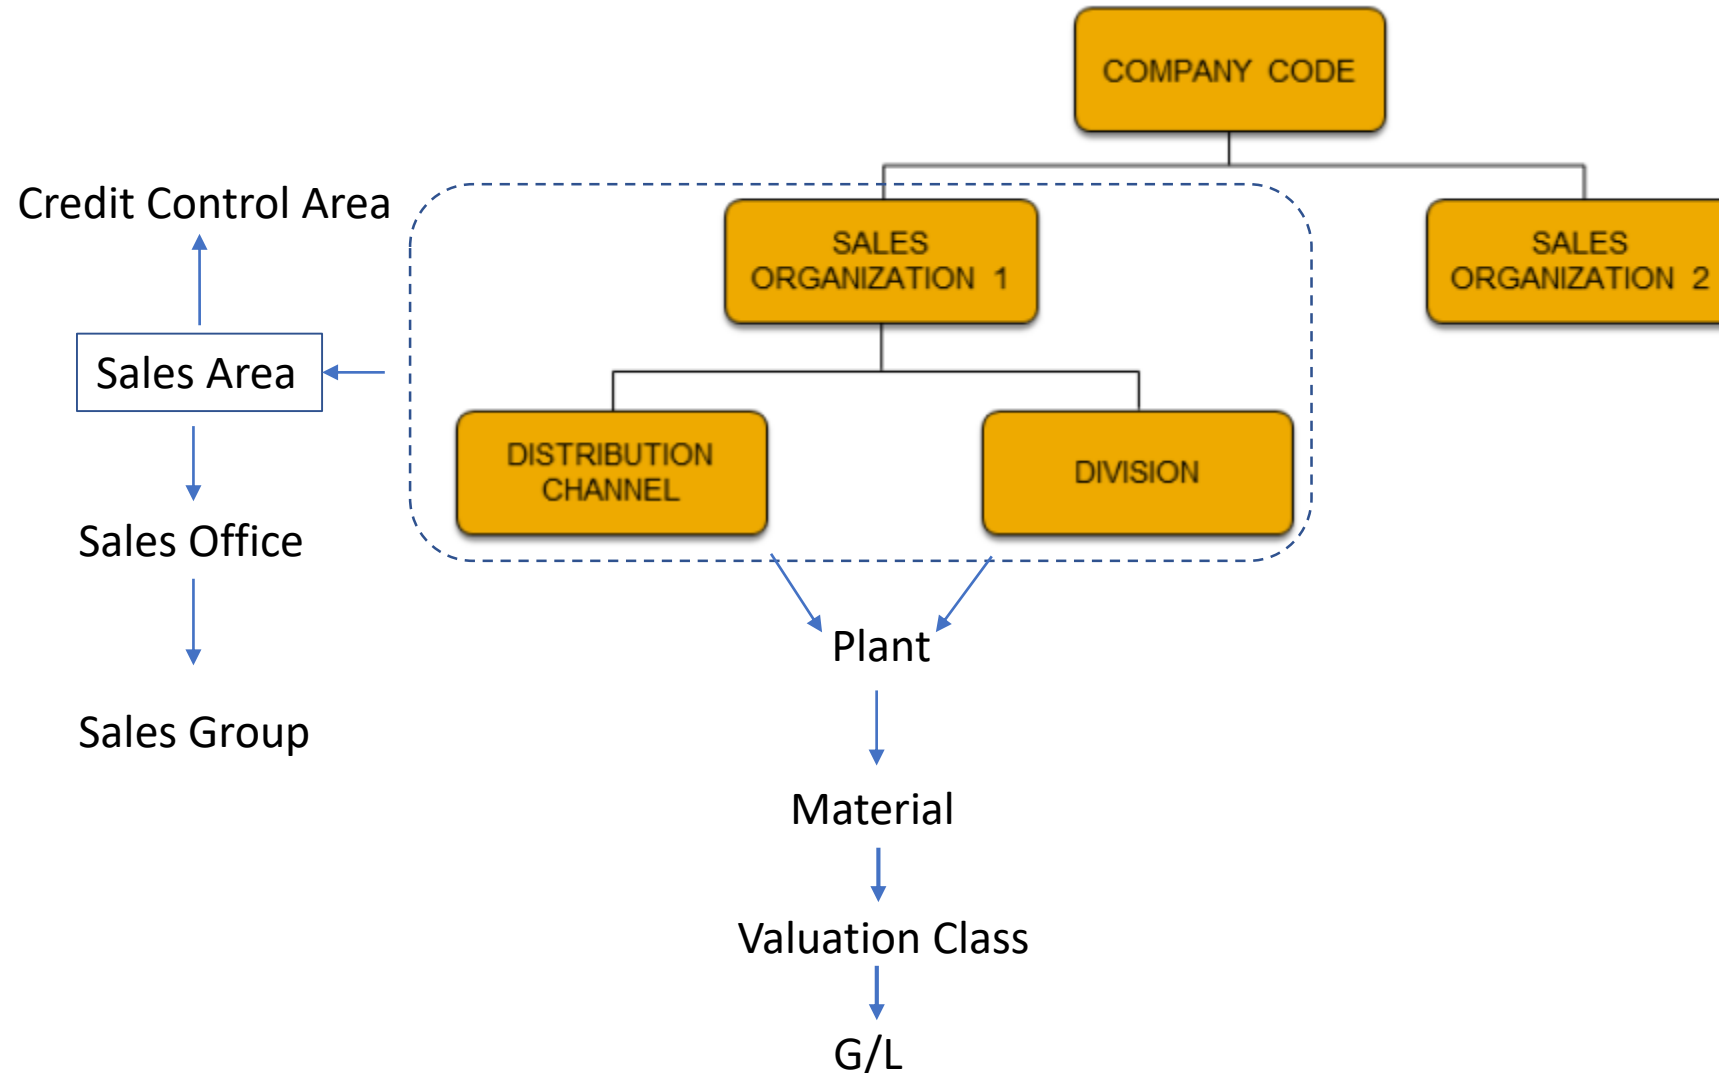 COMPANY CODE
Credit Control Area
SALES
ORGANIZATION 1
SALES
ORGANIZATION 2
Sales Area
DISTRIBUTION
CHANNEL
DIVISION
Sales Office
Plant
Sales Group
Material
Valuation Class
G/L